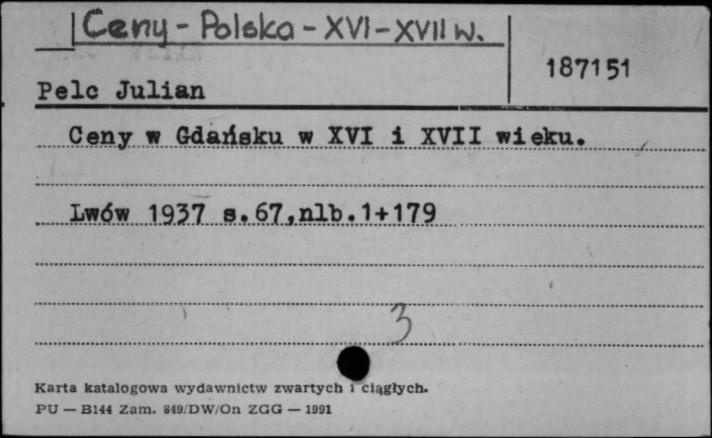 Ceny - Polska - XVI - XVII w.
187151
Pelc Julian
Ceny w Gdańsku w XVI i XVII wieku.
Lwów 1937 s.67,nlb.1+179
3
Karta katalogowa wydawnictw zwartych i ciągłych.
PU — B144 Zam. 849/DW/On ZGG — 1991